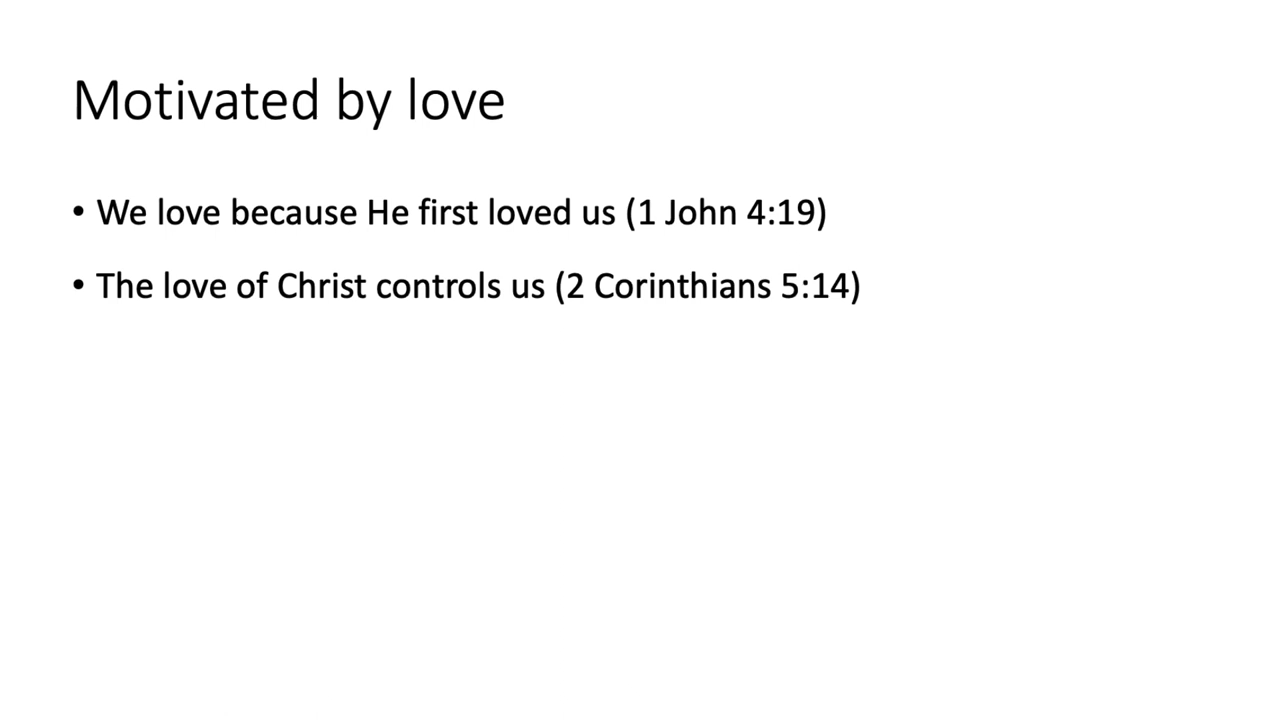 Motivated by love
• We love because He first loved us (1 John 4:19)
• The love of Christ controls us (2 Corinthians 5:14)